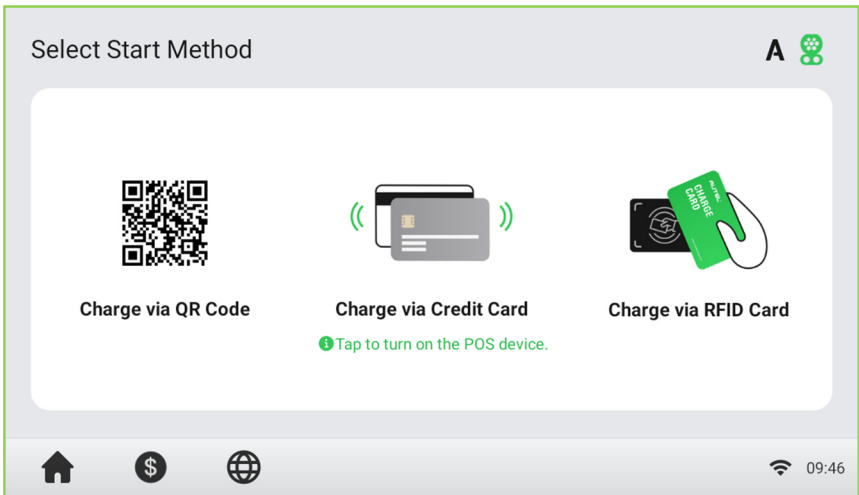 Select Start Method
A
AUTEL
CHARGE
CARD
Charge via QR Code
Charge via Credit Card
Charge via RFID Card
Tap to turn on the POS device.
09:46